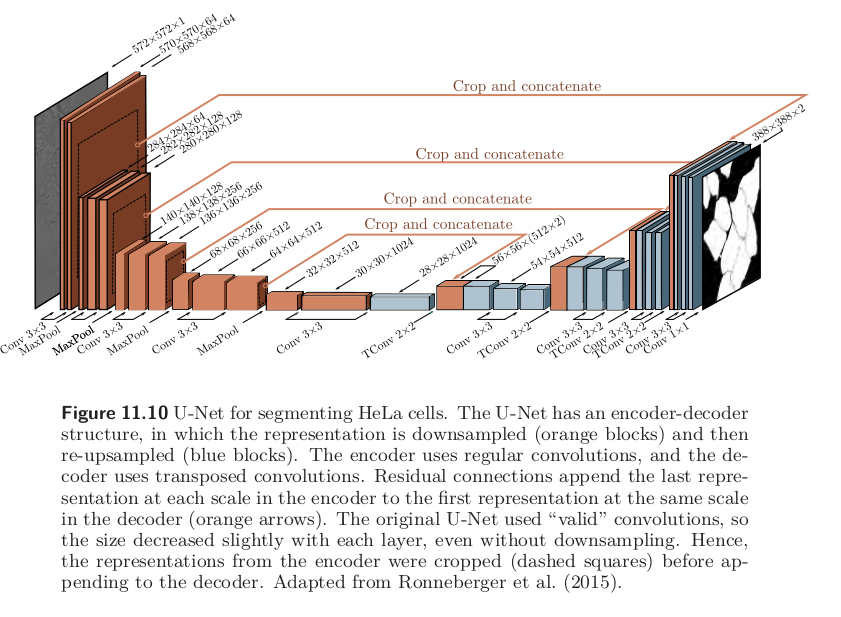 572×572×1
570×570×64
568×568×64
Crop and concatenate
284×284×64
282×282×128
280×280×128
388×388×2
Crop and concatenate
140×140×128
138×138×256
136×136×256
Crop and concatenate
68×68×256
66×66×512
64×64×512
Crop and concatenate
32×32×512
30×30×1024
28×28×1024
56×56×(512×2)
54×54×512
Conv 3×3
MaxPool
MaxPool
Conv 3×3
MaxPool
Conv 3×3
MaxPool
Conv 3×3
TConv 2×2
Conv 3×3
TConv 2×2
Conv 3×3
TConv 2×2
Conv 3×3
TConv 2×2
Conv 3×3
Conv 1×1
Figure 11.10 U-Net for segmenting HeLa cells. The U-Net has an encoder-decoder
structure, in which the representation is downsampled (orange blocks) and then
re-upsampled (blue blocks). The encoder uses regular convolutions, and the de-
coder uses transposed convolutions. Residual connections append the last repre-
sentation at each scale in the encoder to the first representation at the same scale
in the decoder (orange arrows). The original U-Net used “valid” convolutions, so
the size decreased slightly with each layer, even without downsampling. Hence,
the representations from the encoder were cropped (dashed squares) before ap-
pending to the decoder. Adapted from Ronneberger et al. (2015).